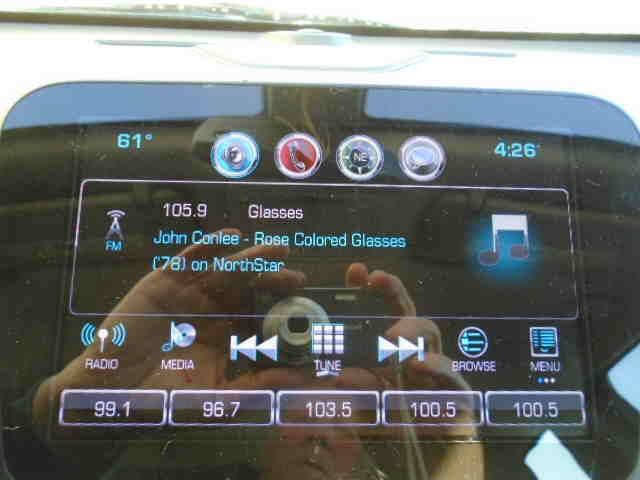 61° 4:26
NE
105.9 Glasses
John Conlee - Rose Colored Glasses
('78) on NorthStar
FM
RADIO MEDIA TUNE BROWSE MENU
99.1 96.7 103.5 100.5 100.5